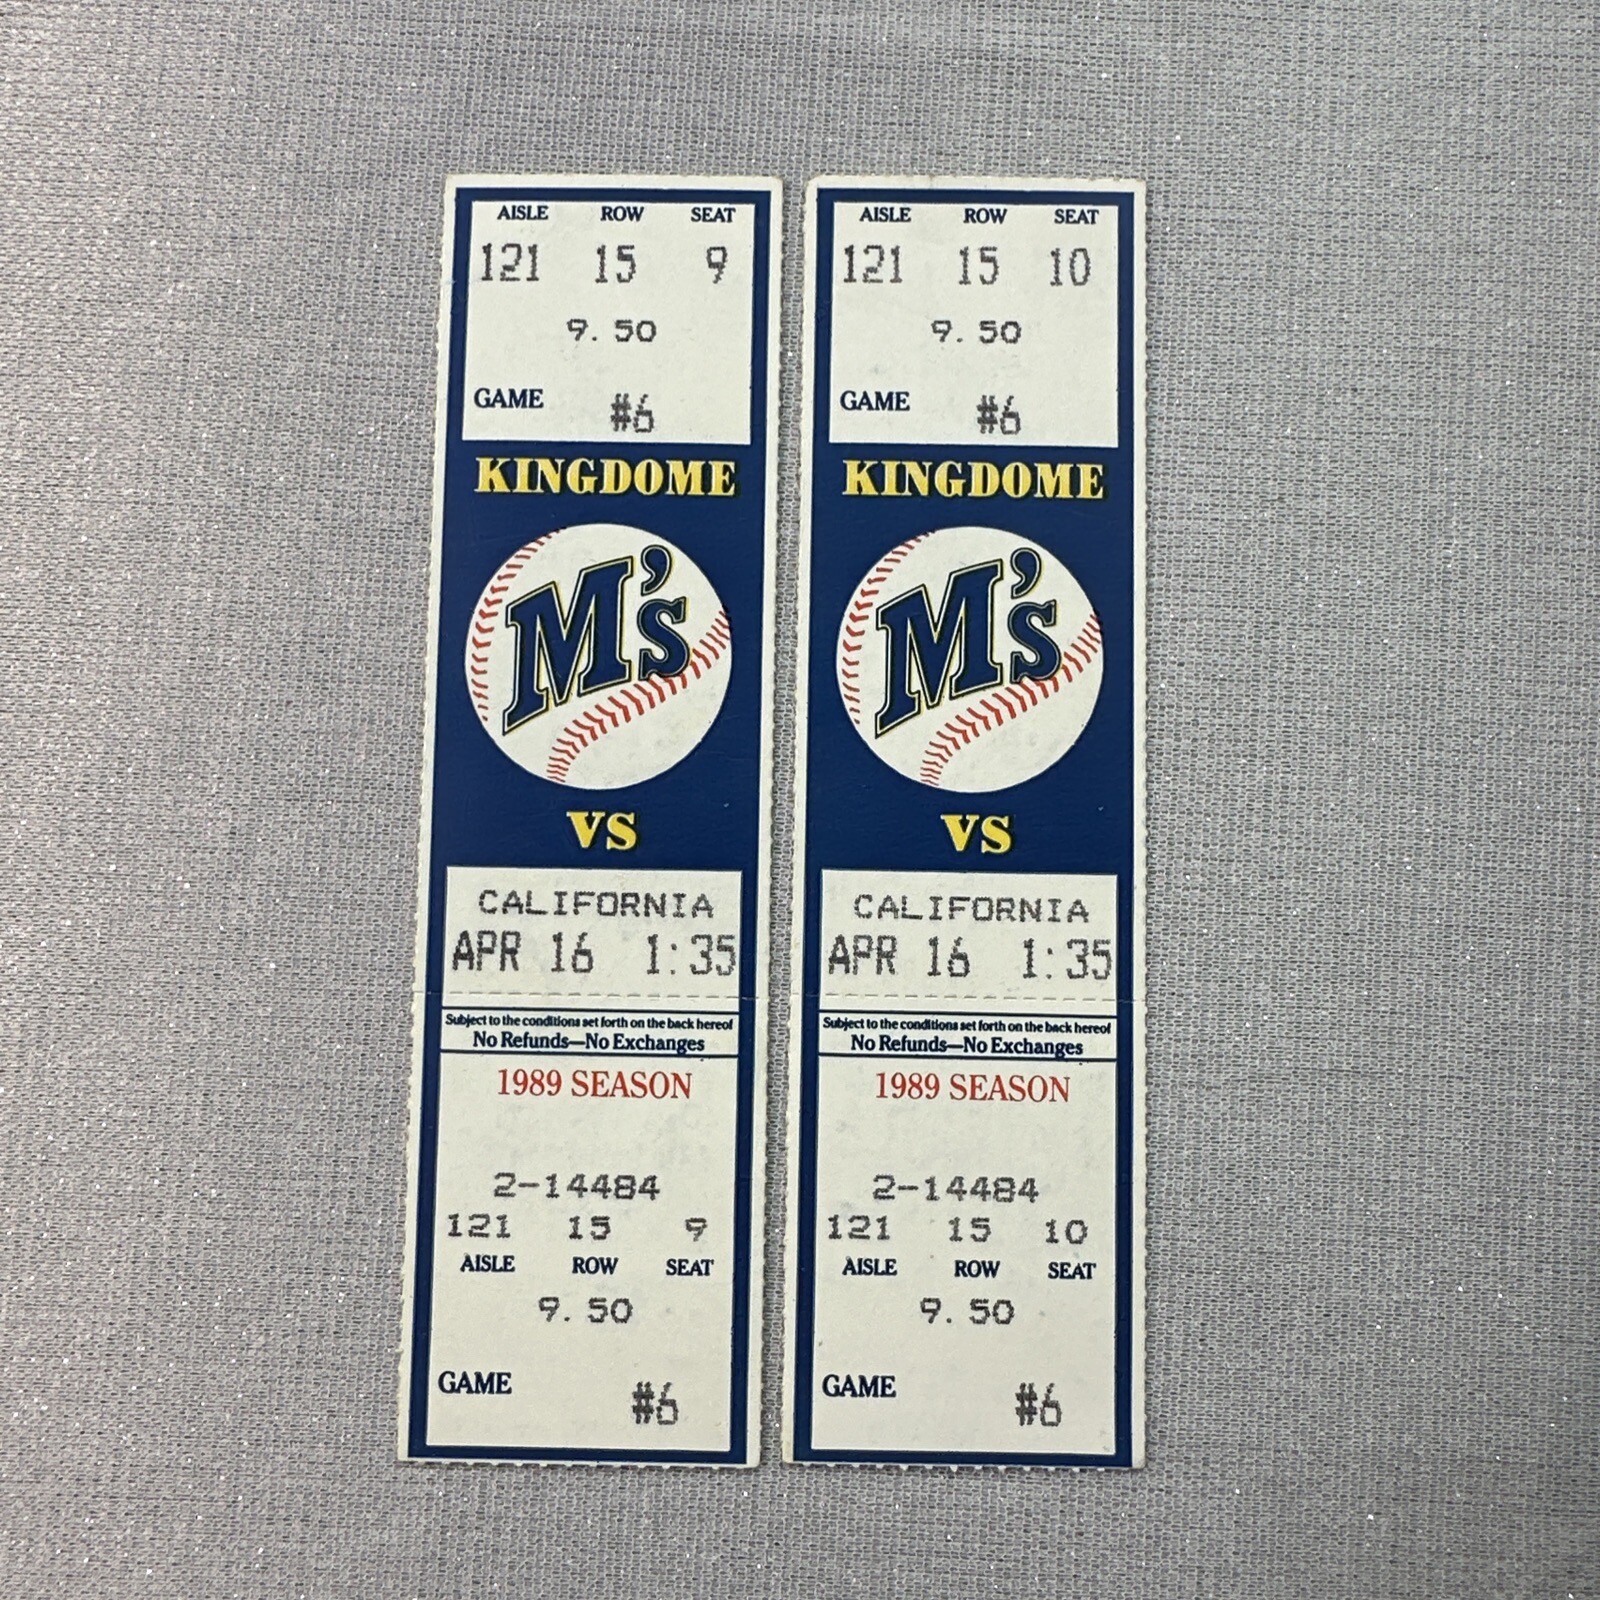 AISLE ROW SEAT
121 15 9
9.50
GAME #6
KINGDOME
M's
VS
CALIFORNIA
APR 16 1:35
Subject to the conditions set forth on the back hereof
No Refunds—No Exchanges
1989 SEASON
2-14484
121 15 9
AISLE ROW SEAT
9.50
GAME #6
AISLE ROW SEAT
121 15 10
9.50
GAME #6
KINGDOME
M's
VS
CALIFORNIA
APR 16 1:35
Subject to the conditions set forth on the back hereof
No Refunds—No Exchanges
1989 SEASON
2-14484
121 15 10
AISLE ROW SEAT
9.50
GAME #6